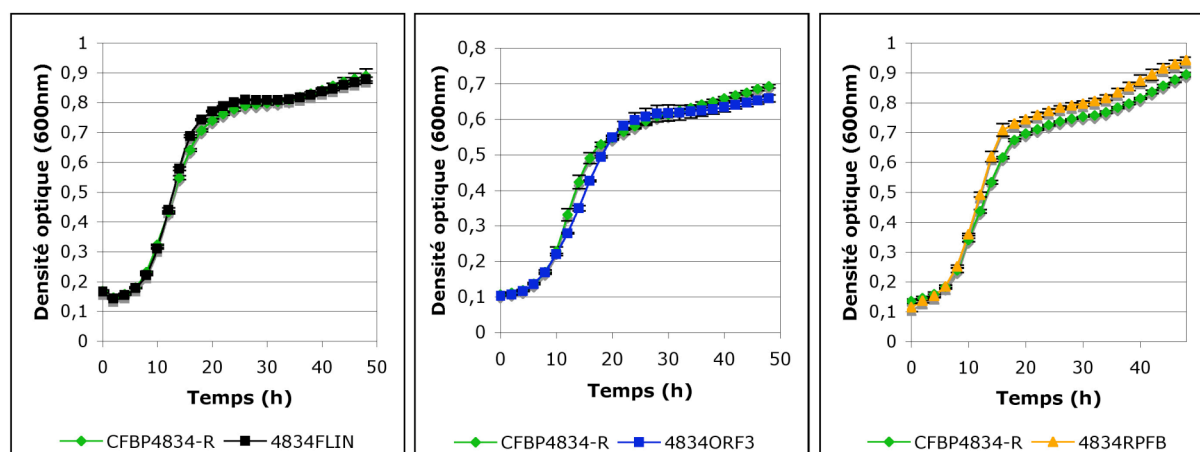 Densité optique (600nm)
1
0,9
0,8
0,7
0,6
0,5
0,4
0,3
0,2
0,1
0
0 10 20 30 40 50
Temps (h)
CFBP4834-R 4834FLIN
Densité optique (600nm)
0,8
0,7
0,6
0,5
0,4
0,3
0,2
0,1
0
0 10 20 30 40 50
Temps (h)
CFBP4834-R 4834ORF3
Densité optique (600nm)
1
0,9
0,8
0,7
0,6
0,5
0,4
0,3
0,2
0,1
0
0 10 20 30 40
Temps (h)
CFBP4834-R 4834RPFB